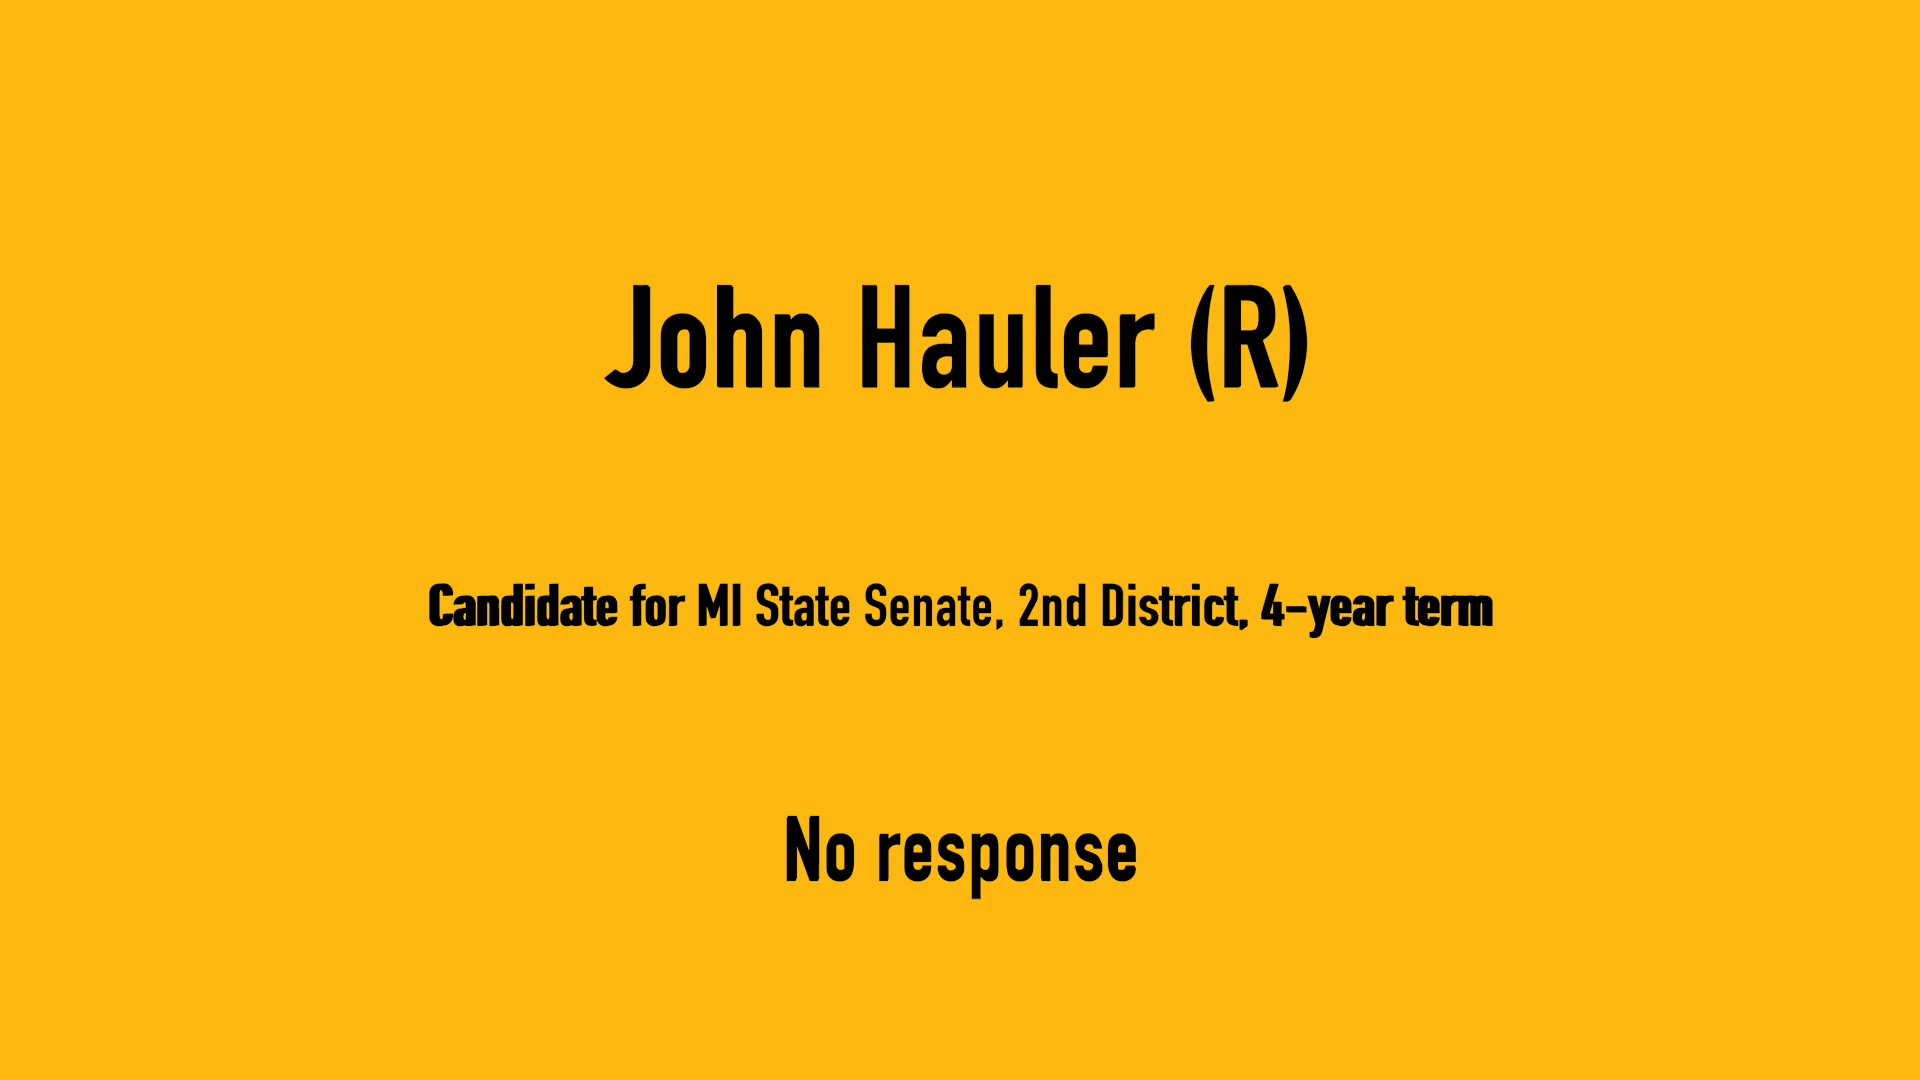 John Hauler (R)
Candidate for MI State Senate, 2nd District, 4-year term
No response